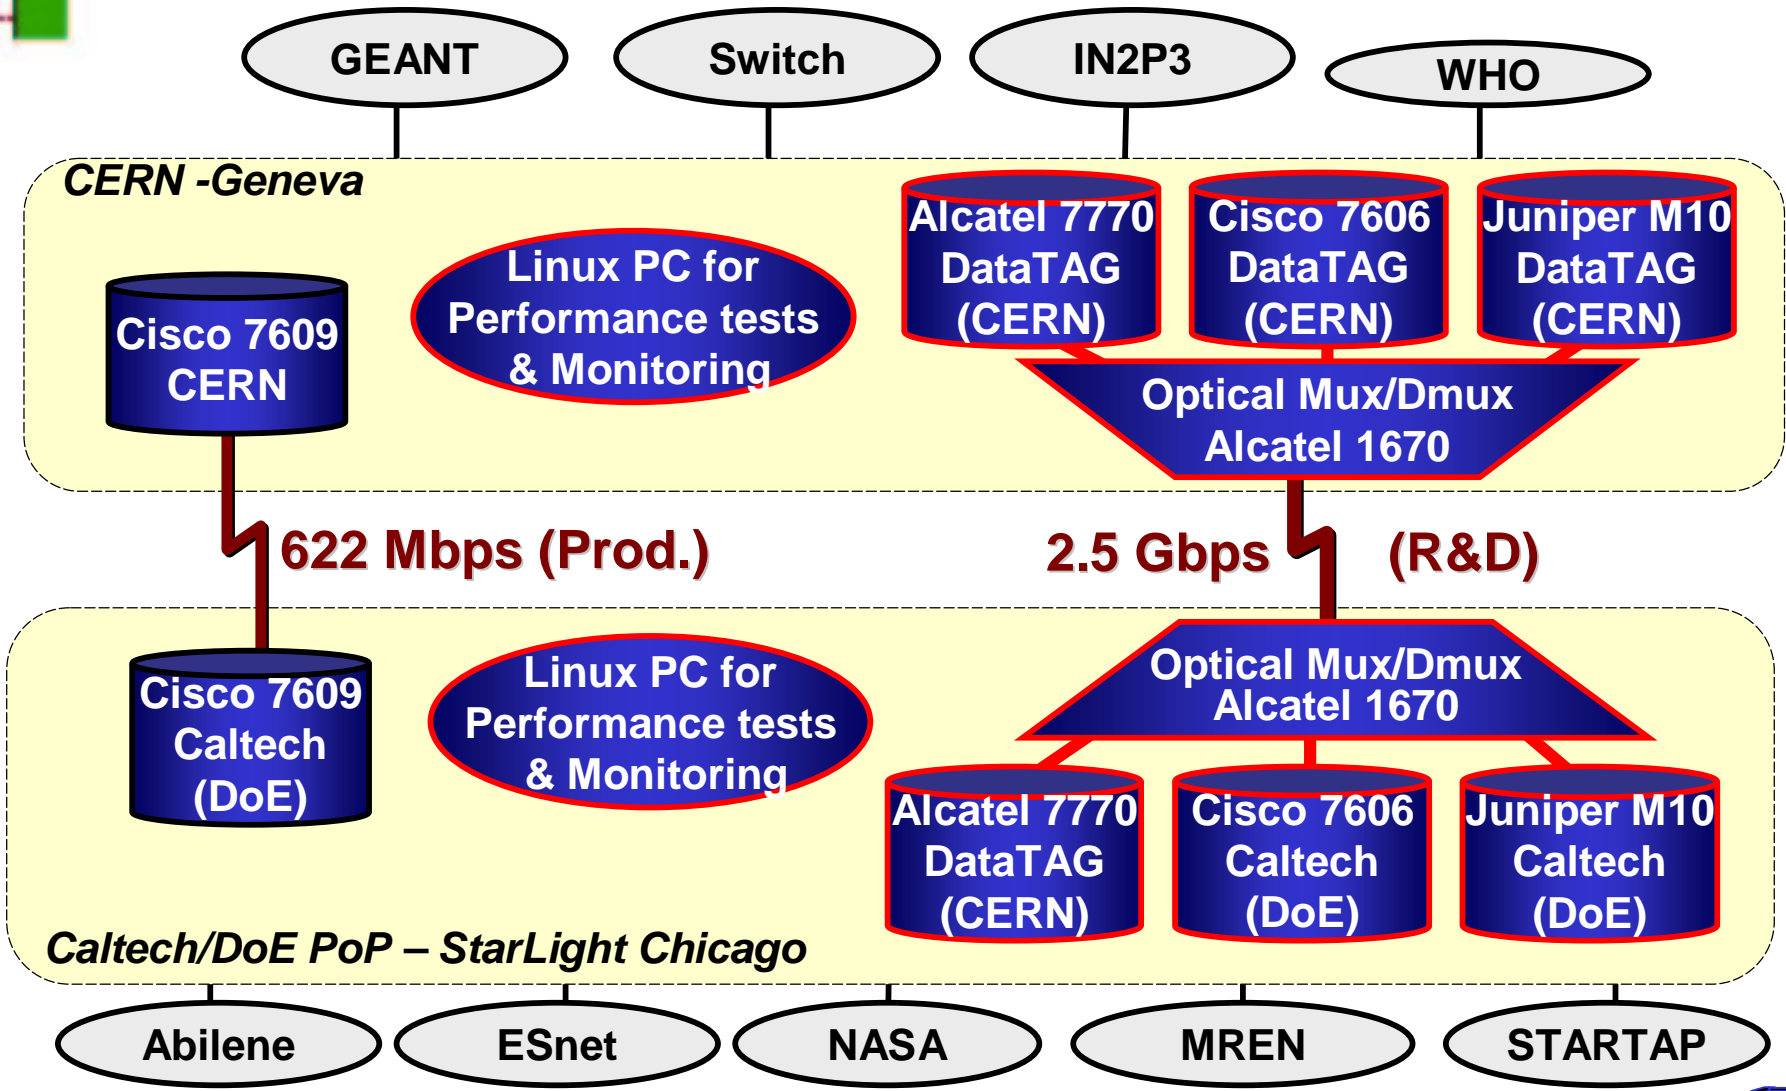 GEANT
Switch
IN2P3
WHO
CERN -Geneva
Alcatel 7770
DataTAG
(CERN)
Cisco 7606
DataTAG
(CERN)
Juniper M10
DataTAG
(CERN)
Linux PC for
Performance tests
& Monitoring
Cisco 7609
CERN
Optical Mux/Dmux
Alcatel 1670
622 Mbps (Prod.)
2.5 Gbps
(R&D)
Cisco 7609
Caltech
(DoE)
Linux PC for
Performance tests
& Monitoring
Optical Mux/Dmux
Alcatel 1670
Alcatel 7770
DataTAG
(CERN)
Cisco 7606
Caltech
(DoE)
Juniper M10
Caltech
(DoE)
Caltech/DoE PoP – StarLight Chicago
Abilene
ESnet
NASA
MREN
STARTAP